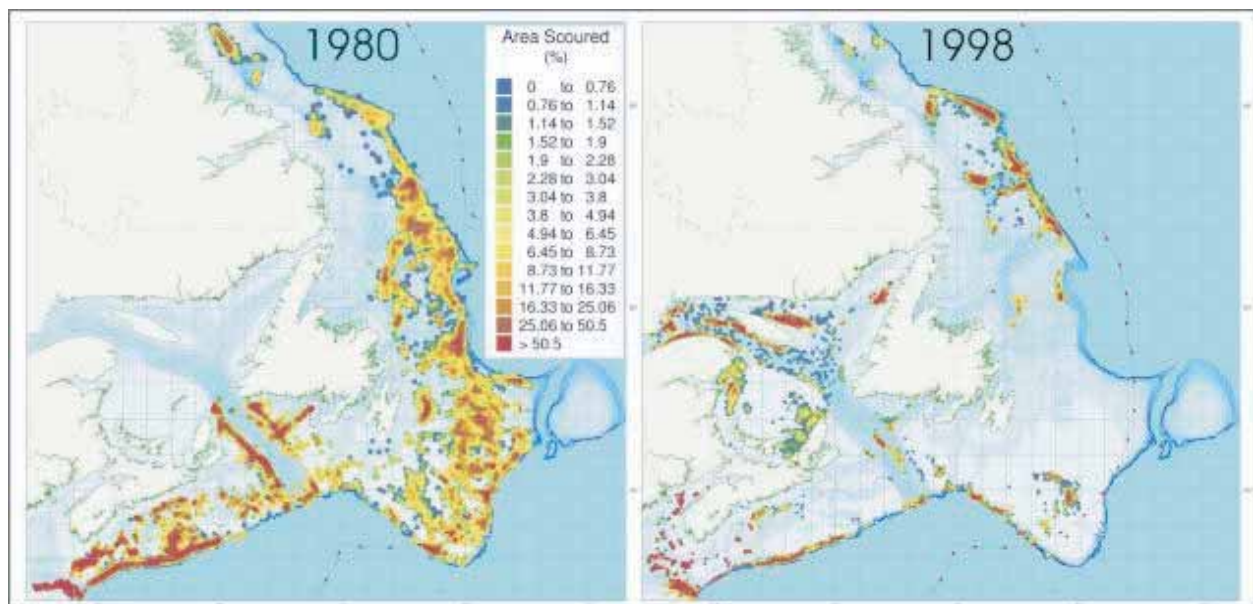 1980
Area Scoured
(%)
0 to 0.76
0.76 to 1.14
1.14 to 1.52
1.52 to 1.9
1.9 to 2.28
2.28 to 3.04
3.04 to 3.8
3.8 to 4.94
4.94 to 6.45
6.45 to 8.73
8.73 to 11.77
11.77 to 16.33
16.33 to 25.06
25.06 to 50.5
> 50.5
1998